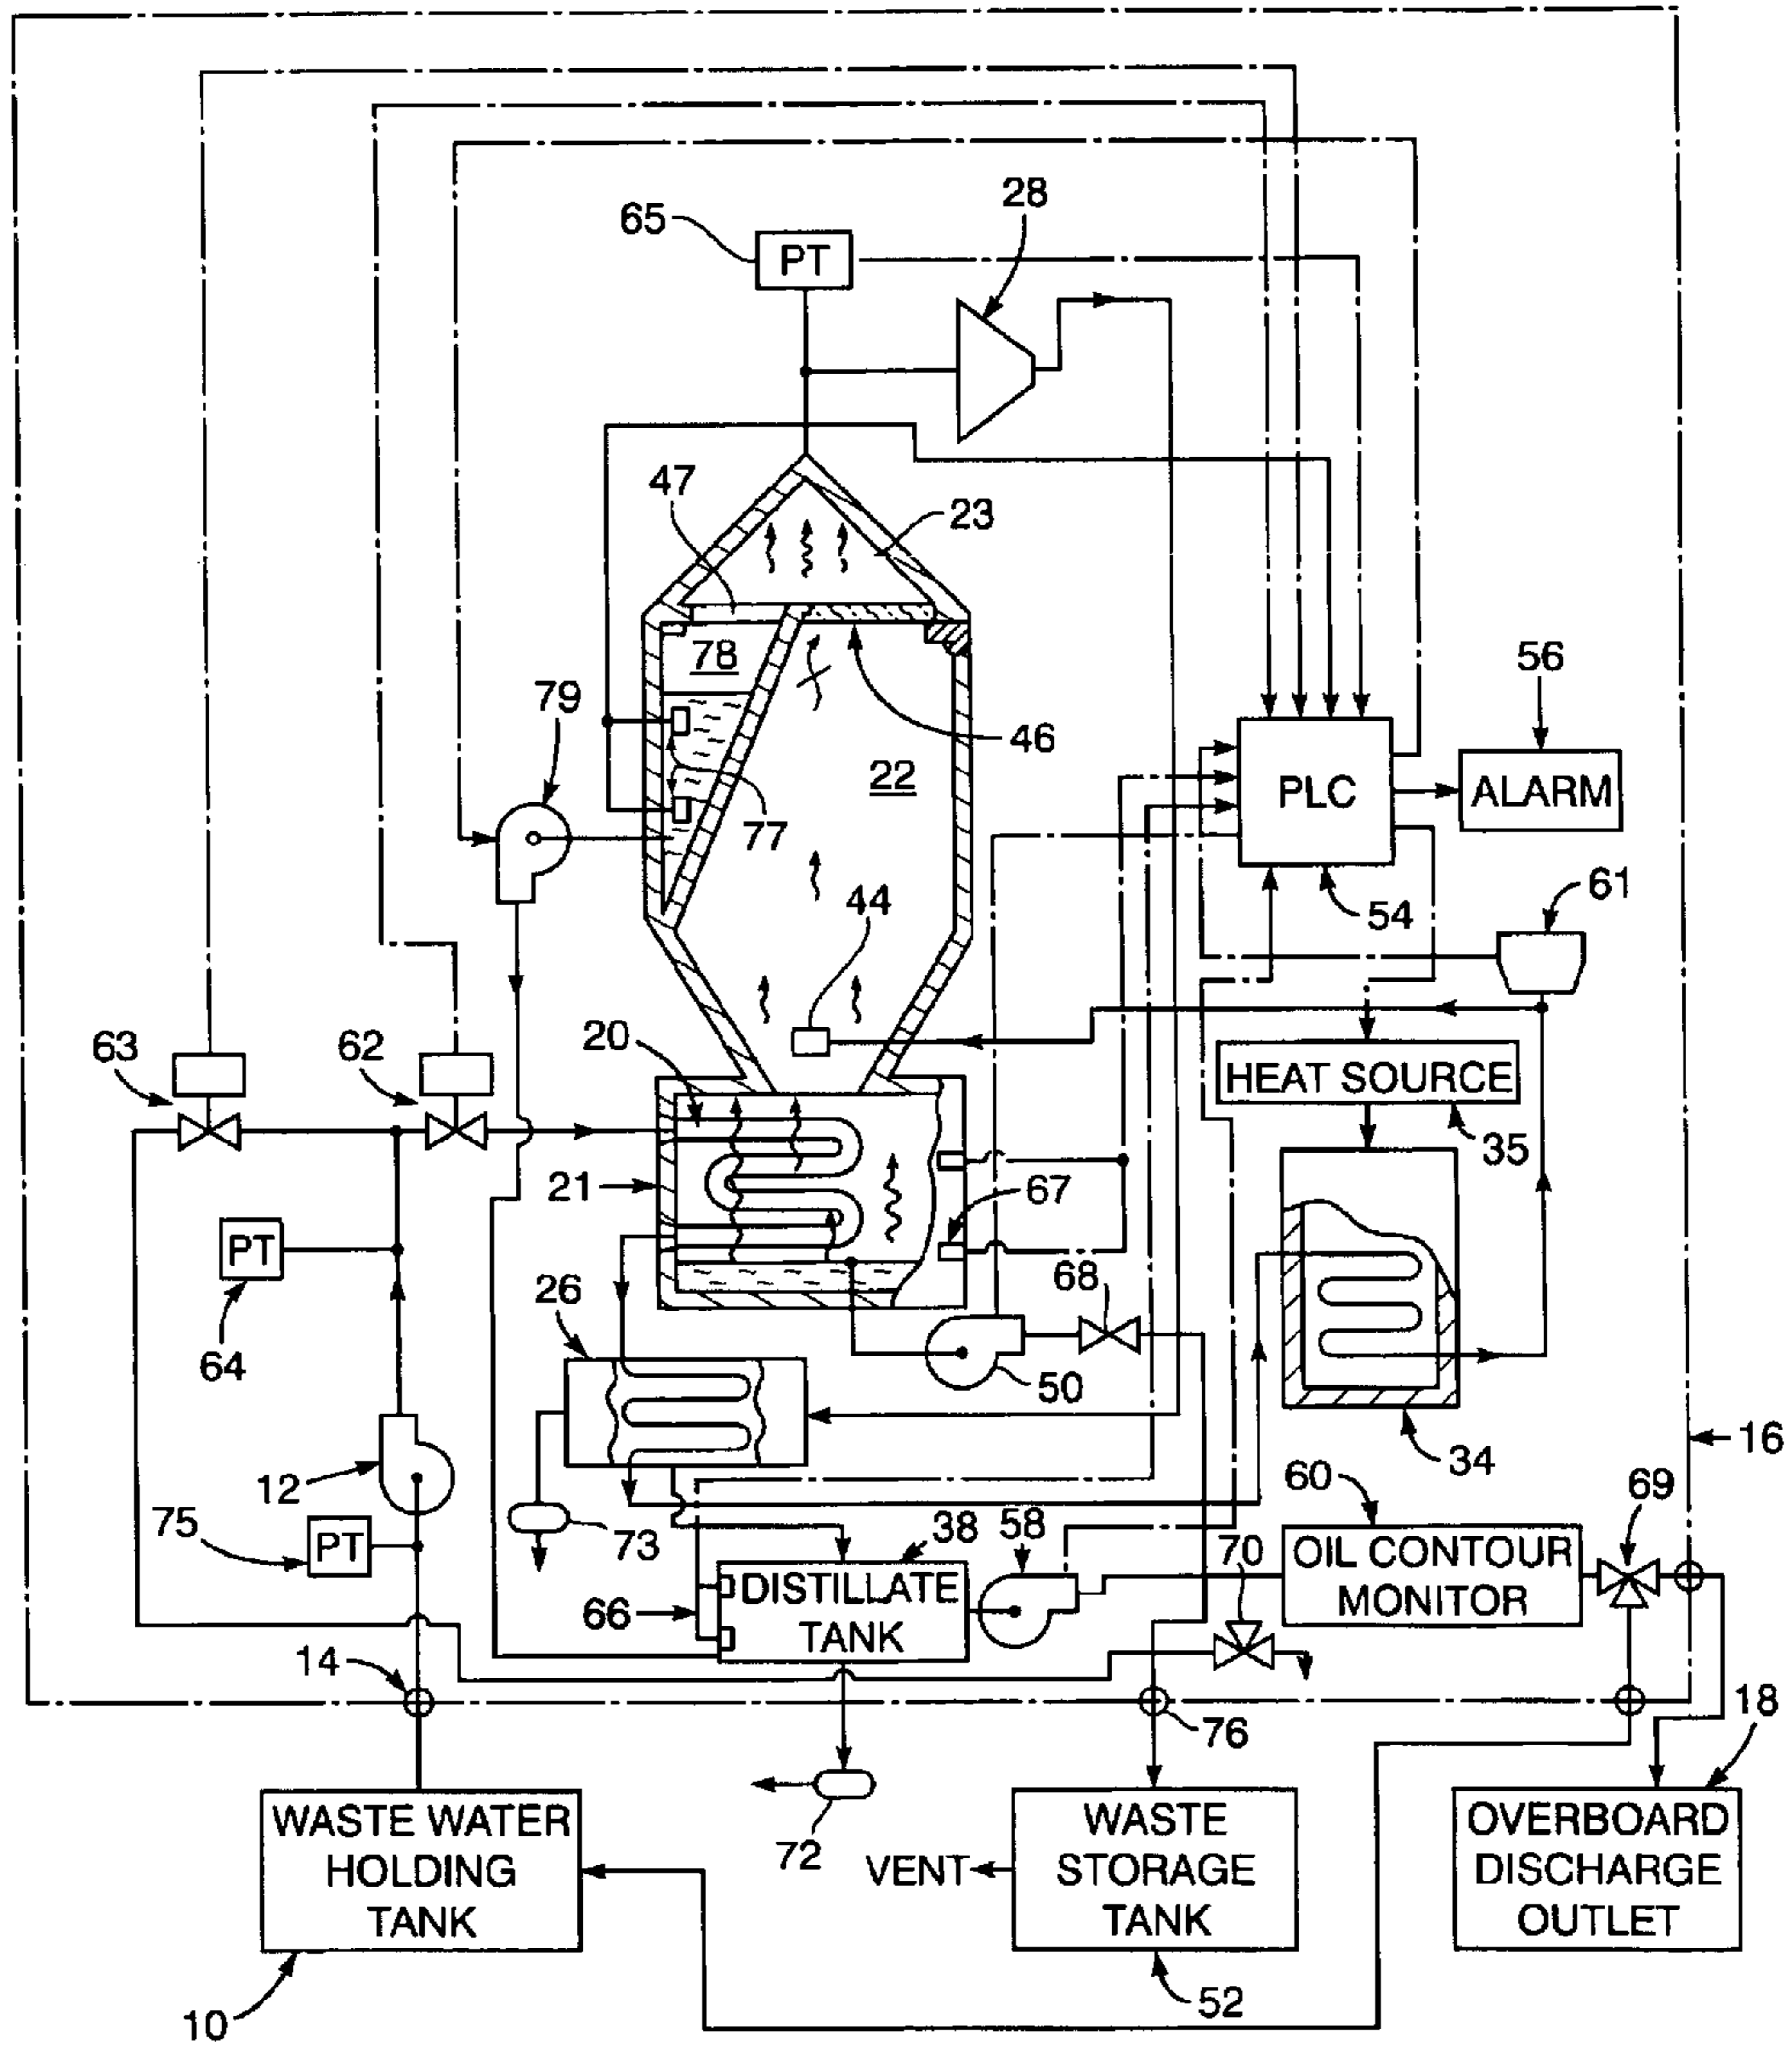 28
65
PT
47
23
78
56
79
46
22
PLC
ALARM
77
44
54
61
63
62
20
HEAT SOURCE
35
21
67
PT
26
68
64
50
16
34
12
60
69
75
PT
73
38
58
70
OIL CONTOUR
MONITOR
DISTILLATE
TANK
66
14
76
18
WASTE WATER
HOLDING
TANK
72
VENT
WASTE
STORAGE
TANK
OVERBOARD
DISCHARGE
OUTLET
10
52